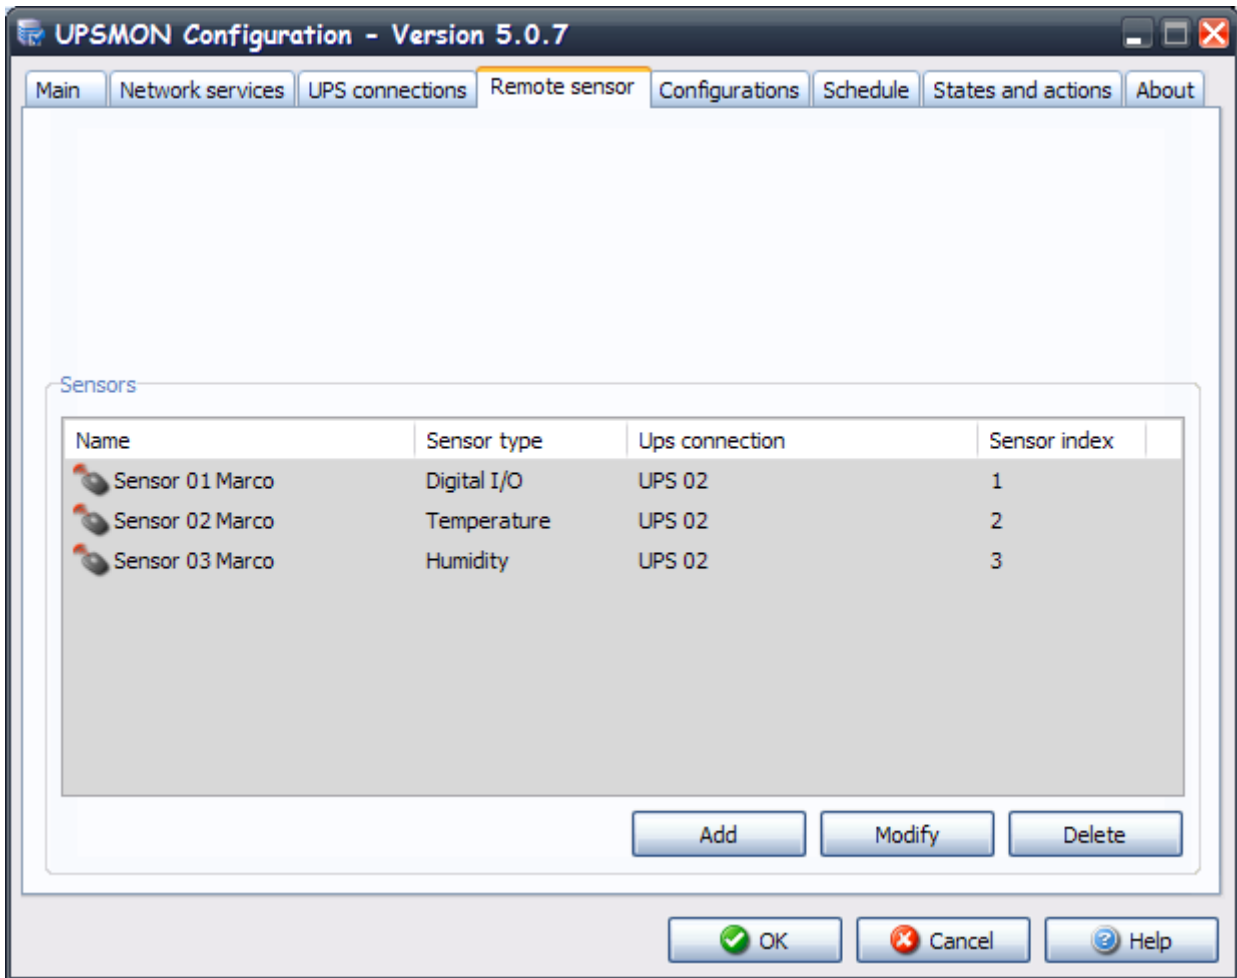 UPSMON Configuration - Version 5.0.7
Main Network services UPS connections Remote sensor Configurations Schedule States and actions About
Sensors
Name Sensor type Ups connection Sensor index
Sensor 01 Marco Digital I/O UPS 02 1
Sensor 02 Marco Temperature UPS 02 2
Sensor 03 Marco Humidity UPS 02 3
Add Modify Delete
OK Cancel Help